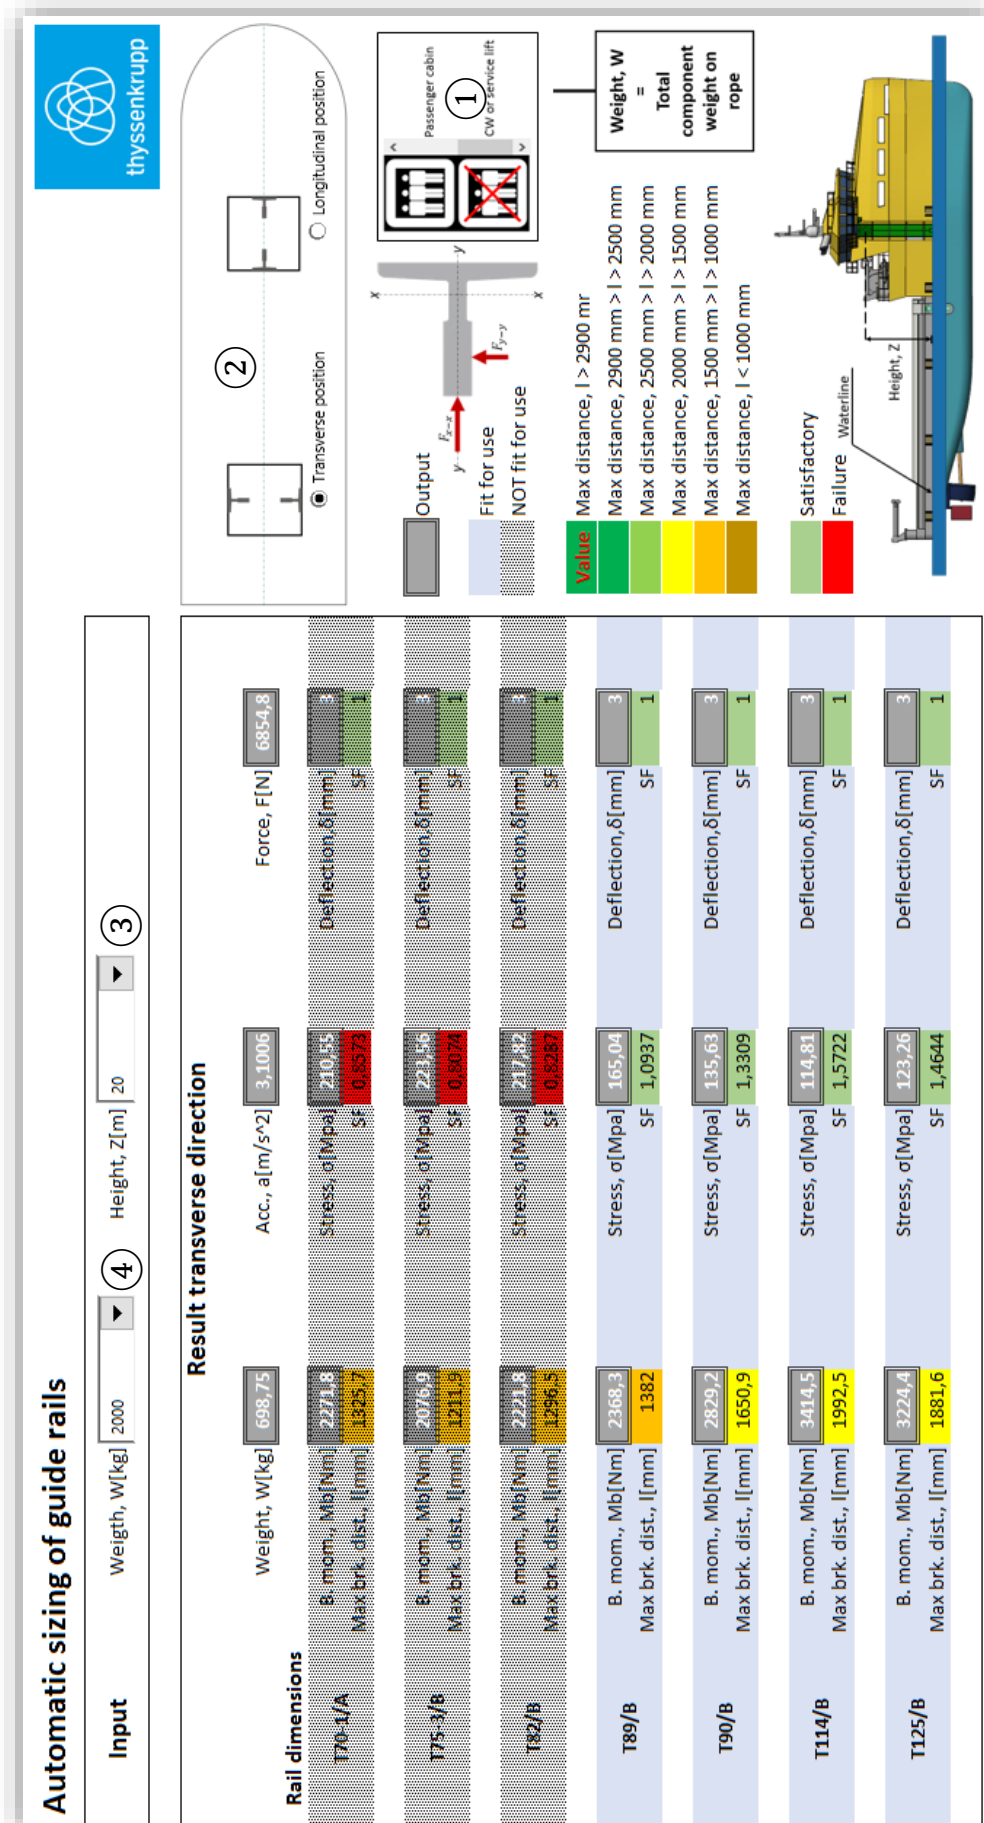 Automatic sizing of guide rails
thyssenkrupp
Input
Weigth, W[kg] 2000 ④
Height, Z[m] 20 ③
Result transverse direction
Weight, W[kg] 698,75 Acc., a[m/s^2] 3,1006 Force, F[N] 6854,8
Rail dimensions
T70-1/A
B. mom., Mb[Nm] 2271,8 Stress, σ[Mpa] 210,55 Deflection,δ[mm] 3
Max brk. dist., l[mm] 1325,7 SF 0,8573 SF 1
T75-3/B
B. mom., Mb[Nm] 2076,9 Stress, σ[Mpa] Deflection,δ[mm] 3
Max brk. dist., l[mm] 1211,9 SF 0,8074 SF 1
T82/B
B. mom., Mb[Nm] 2221,8 Stress, σ[Mpa] 217,82 Deflection,δ[mm] 3
Max brk. dist., l[mm] 1296,5 SF 0,8287 SF 1
T89/B
B. mom., Mb[Nm] 2368,3 Stress, σ[Mpa] 165,04 Deflection,δ[mm] 3
Max brk. dist., l[mm] 1382 SF 1,0937 SF 1
T90/B
B. mom., Mb[Nm] 2829,2 Stress, σ[Mpa] 135,63 Deflection,δ[mm] 3
Max brk. dist., l[mm] 1650,9 SF 1,3309 SF 1
T114/B
B. mom., Mb[Nm] 3414,5 Stress, σ[Mpa] 114,81 Deflection,δ[mm] 3
Max brk. dist., l[mm] 1992,5 SF 1,5722 SF 1
T125/B
B. mom., Mb[Nm] 3224,4 Stress, σ[Mpa] 123,26 Deflection,δ[mm] 3
Max brk. dist., l[mm] 1881,6 SF 1,4644 SF 1
②
Transverse position
Longitudinal position
Output
Fit for use
NOT fit for use
Fx−x
Fy−y
y
y
x
x
Passenger cabin
①
CW or service lift
Value Max distance, l > 2900 mr
Max distance, 2900 mm > l > 2500 mm
Max distance, 2500 mm > l > 2000 mm
Max distance, 2000 mm > l > 1500 mm
Max distance, 1500 mm > l > 1000 mm
Max distance, l < 1000 mm
Weight, W
=
Total
component
weight on
rope
Satisfactory
Failure
Waterline
Height, Z